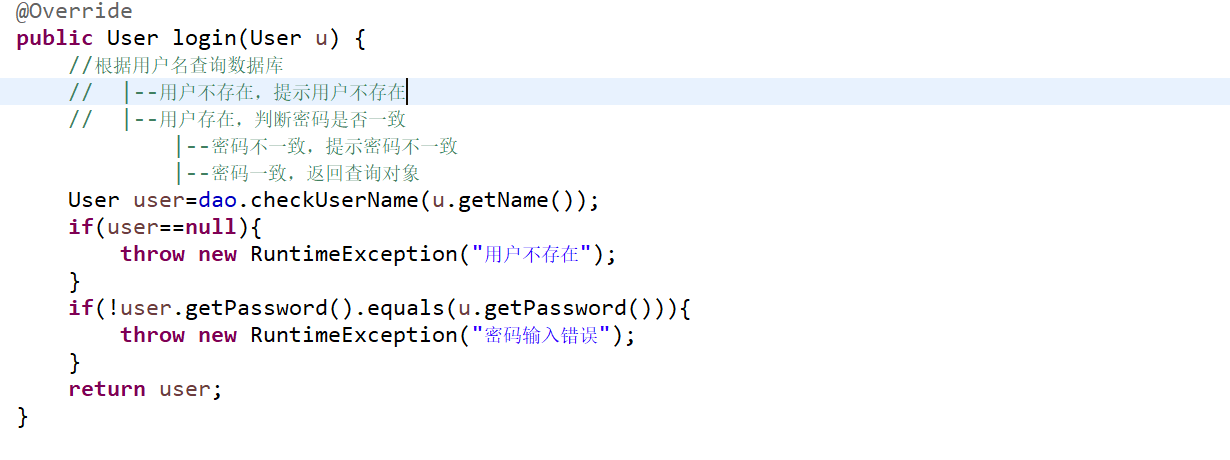 @Override
public User login(User u) {
    //根据用户名查询数据库
    //  |--用户不存在，提示用户不存在
    //  |--用户存在，判断密码是否一致
            |--密码不一致，提示密码不一致
            |--密码一致，返回查询对象
    User user=dao.checkUserName(u.getName());
    if(user==null){
        throw new RuntimeException("用户不存在");
    }
    if(!user.getPassword().equals(u.getPassword())){
        throw new RuntimeException("密码输入错误");
    }
    return user;
}